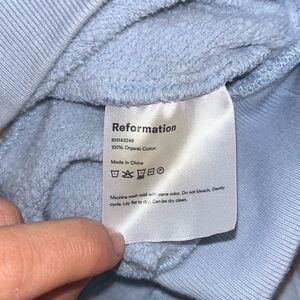 Reformation
RN143246
100% Organic Cotton
Made in China
Machine wash cold with same color. Do not bleach. Gently
cycle. Lay flat to dry. Can be dry clean.